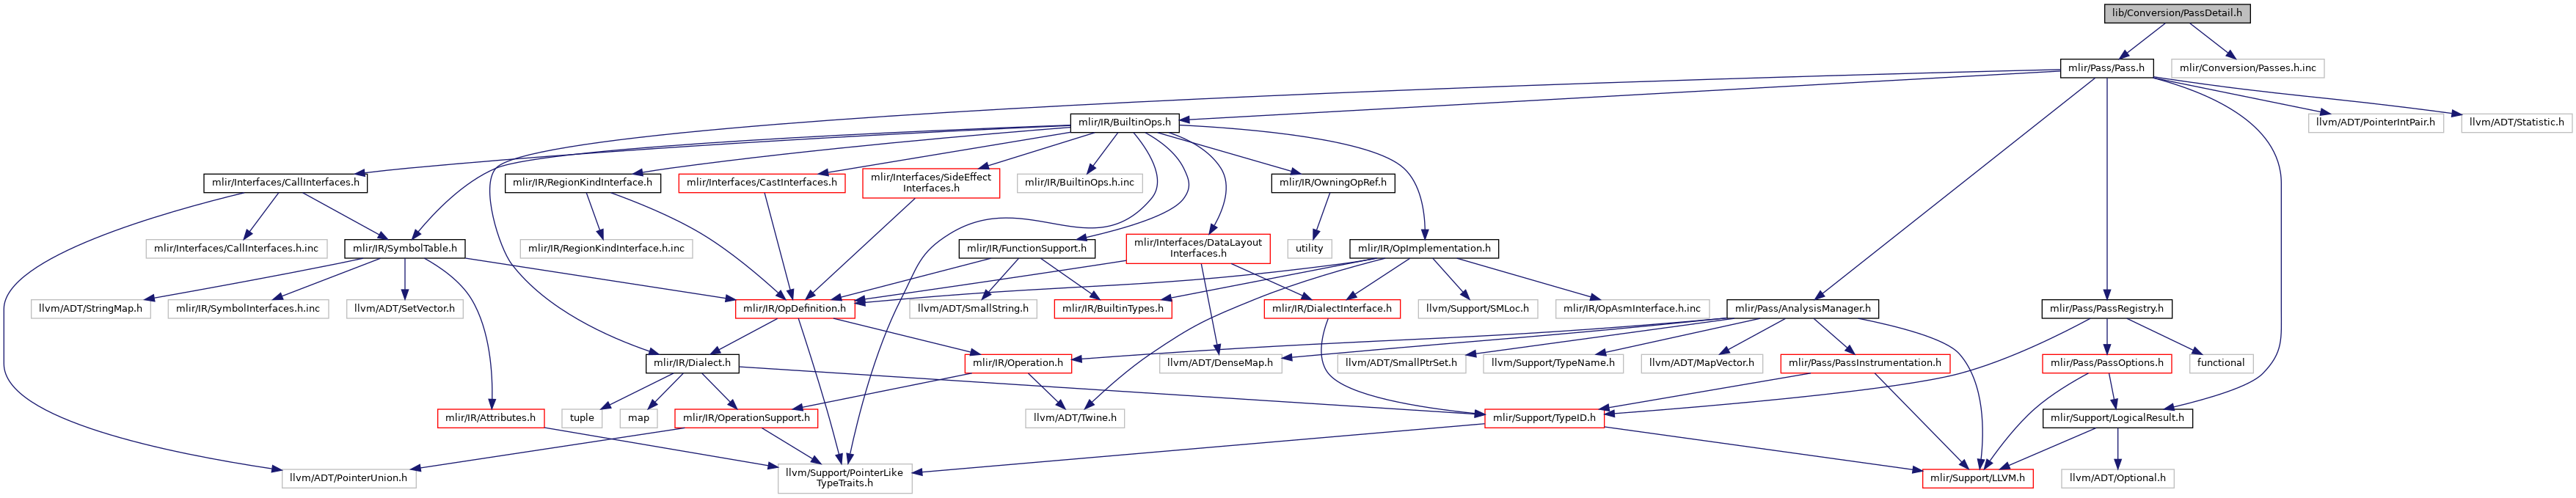 lib/Conversion/PassDetail.h
mlir/Pass/Pass.h
mlir/Conversion/Passes.h.inc
mlir/IR/BuiltinOps.h
llvm/ADT/PointerIntPair.h
llvm/ADT/Statistic.h
mlir/Interfaces/CallInterfaces.h
mlir/IR/RegionKindInterface.h
mlir/Interfaces/CastInterfaces.h
mlir/Interfaces/SideEffect
Interfaces.h
mlir/IR/BuiltinOps.h.inc
mlir/IR/OwningOpRef.h
mlir/Interfaces/CallInterfaces.h.inc
mlir/IR/SymbolTable.h
mlir/IR/RegionKindInterface.h.inc
mlir/IR/FunctionSupport.h
mlir/Interfaces/DataLayout
Interfaces.h
utility
mlir/IR/OpImplementation.h
llvm/ADT/StringMap.h
mlir/IR/SymbolInterfaces.h.inc
llvm/ADT/SetVector.h
mlir/IR/OpDefinition.h
llvm/ADT/SmallString.h
mlir/IR/BuiltinTypes.h
mlir/IR/DialectInterface.h
llvm/Support/SMLoc.h
mlir/IR/OpAsmInterface.h.inc
mlir/Pass/AnalysisManager.h
mlir/Pass/PassRegistry.h
mlir/IR/Dialect.h
mlir/IR/Operation.h
llvm/ADT/DenseMap.h
llvm/ADT/SmallPtrSet.h
llvm/Support/TypeName.h
llvm/ADT/MapVector.h
mlir/Pass/PassInstrumentation.h
mlir/Pass/PassOptions.h
functional
mlir/IR/Attributes.h
tuple
map
mlir/IR/OperationSupport.h
llvm/ADT/Twine.h
mlir/Support/TypeID.h
mlir/Support/LogicalResult.h
llvm/ADT/PointerUnion.h
llvm/Support/PointerLike
TypeTraits.h
mlir/Support/LLVM.h
llvm/ADT/Optional.h